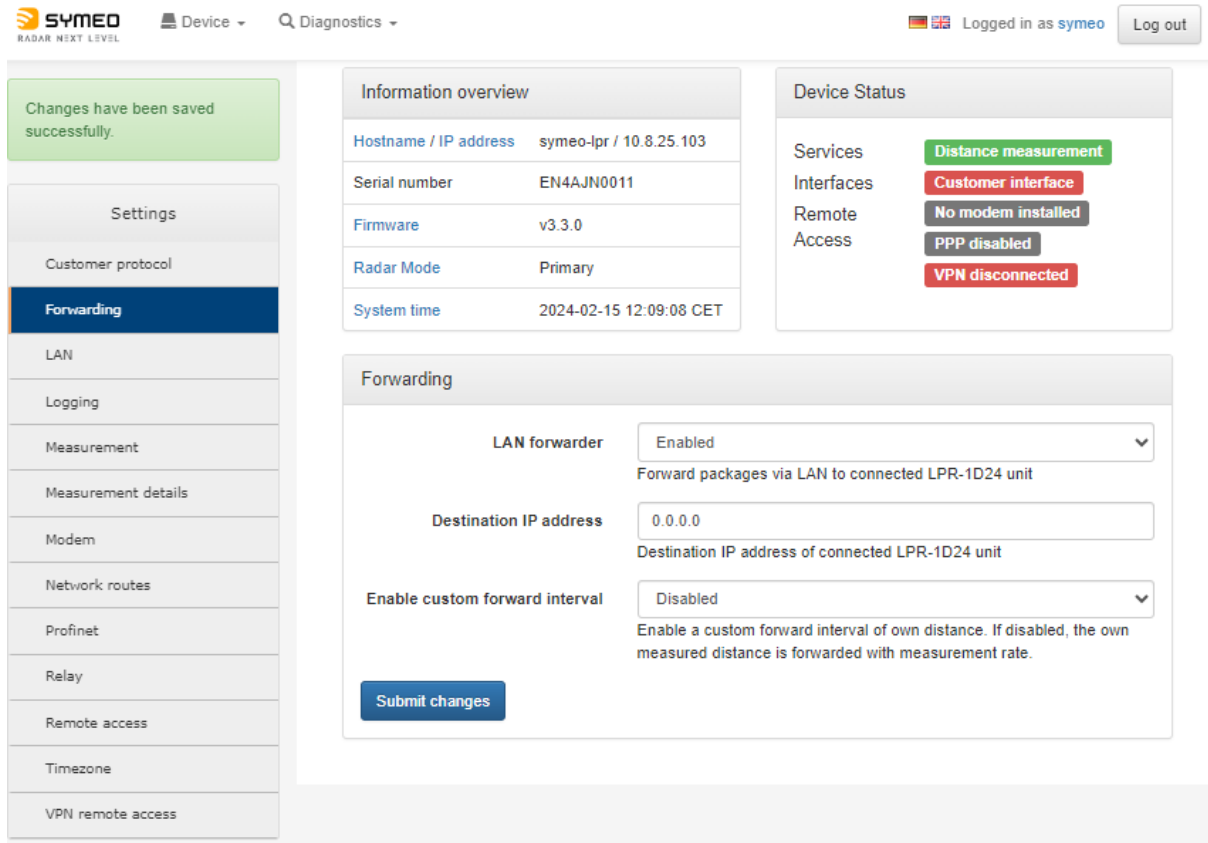 SYMEO
RADAR NEXT LEVEL
Device
Diagnostics
Logged in as symeo
Log out
Changes have been saved
successfully.
Settings
Customer protocol
Forwarding
LAN
Logging
Measurement
Measurement details
Modem
Network routes
Profinet
Relay
Remote access
Timezone
VPN remote access
Information overview
Hostname / IP address symeo-lpr / 10.8.25.103
Serial number EN4AJN0011
Firmware v3.3.0
Radar Mode Primary
System time 2024-02-15 12:09:08 CET
Device Status
Services Distance measurement
Interfaces Customer interface
Remote No modem installed
Access PPP disabled
VPN disconnected
Forwarding
LAN forwarder Enabled
Forward packages via LAN to connected LPR-1D24 unit
Destination IP address 0.0.0.0
Destination IP address of connected LPR-1D24 unit
Enable custom forward interval Disabled
Enable a custom forward interval of own distance. If disabled, the own
measured distance is forwarded with measurement rate.
Submit changes